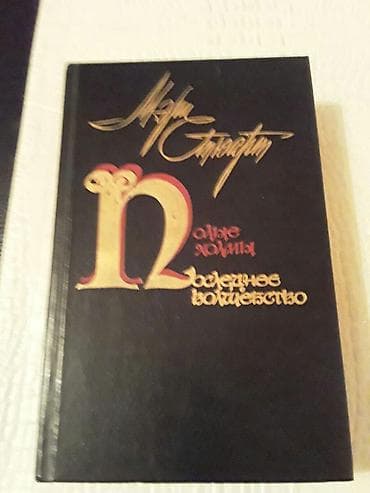 Мэри
Стюарт
Полые
холмы
Последнее
волшебство